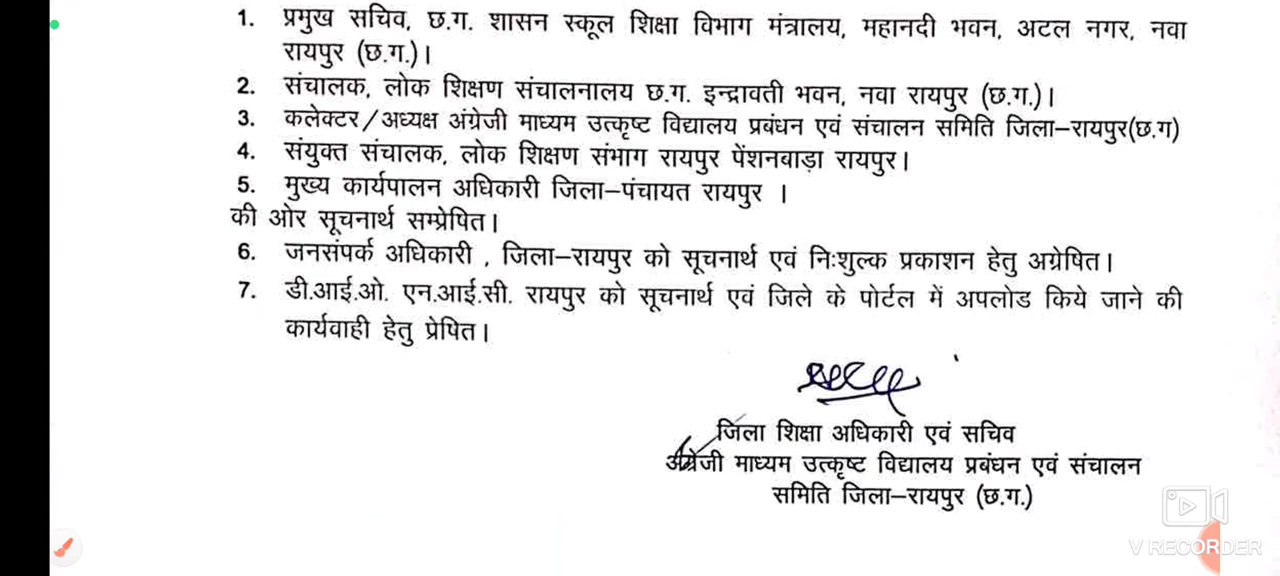 1. प्रमुख सचिव, छ.ग. शासन स्कूल शिक्षा विभाग मंत्रालय, महानदी भवन, अटल नगर, नवा
रायपुर (छ.ग.)।
2. संचालक, लोक शिक्षण संचालनालय छ.ग. इन्द्रावती भवन, नवा रायपुर (छ.ग.)।
3. कलेक्टर/अध्यक्ष अंग्रेजी माध्यम उत्कृष्ट विद्यालय प्रबंधन एवं संचालन समिति जिला–रायपुर(छ.ग)
4. संयुक्त संचालक, लोक शिक्षण संभाग रायपुर पेंशनबाड़ा रायपुर।
5. मुख्य कार्यपालन अधिकारी जिला–पंचायत रायपुर ।
की ओर सूचनार्थ सम्प्रेषित।
6. जनसंपर्क अधिकारी , जिला–रायपुर को सूचनार्थ एवं निःशुल्क प्रकाशन हेतु अग्रेषित।
7. डी.आई.ओ. एन.आई.सी. रायपुर को सूचनार्थ एवं जिले के पोर्टल में अपलोड किये जाने की
कार्यवाही हेतु प्रेषित।
जिला शिक्षा अधिकारी एवं सचिव
अंग्रेजी माध्यम उत्कृष्ट विद्यालय प्रबंधन एवं संचालन
समिति जिला–रायपुर (छ.ग.)
V RECORDER